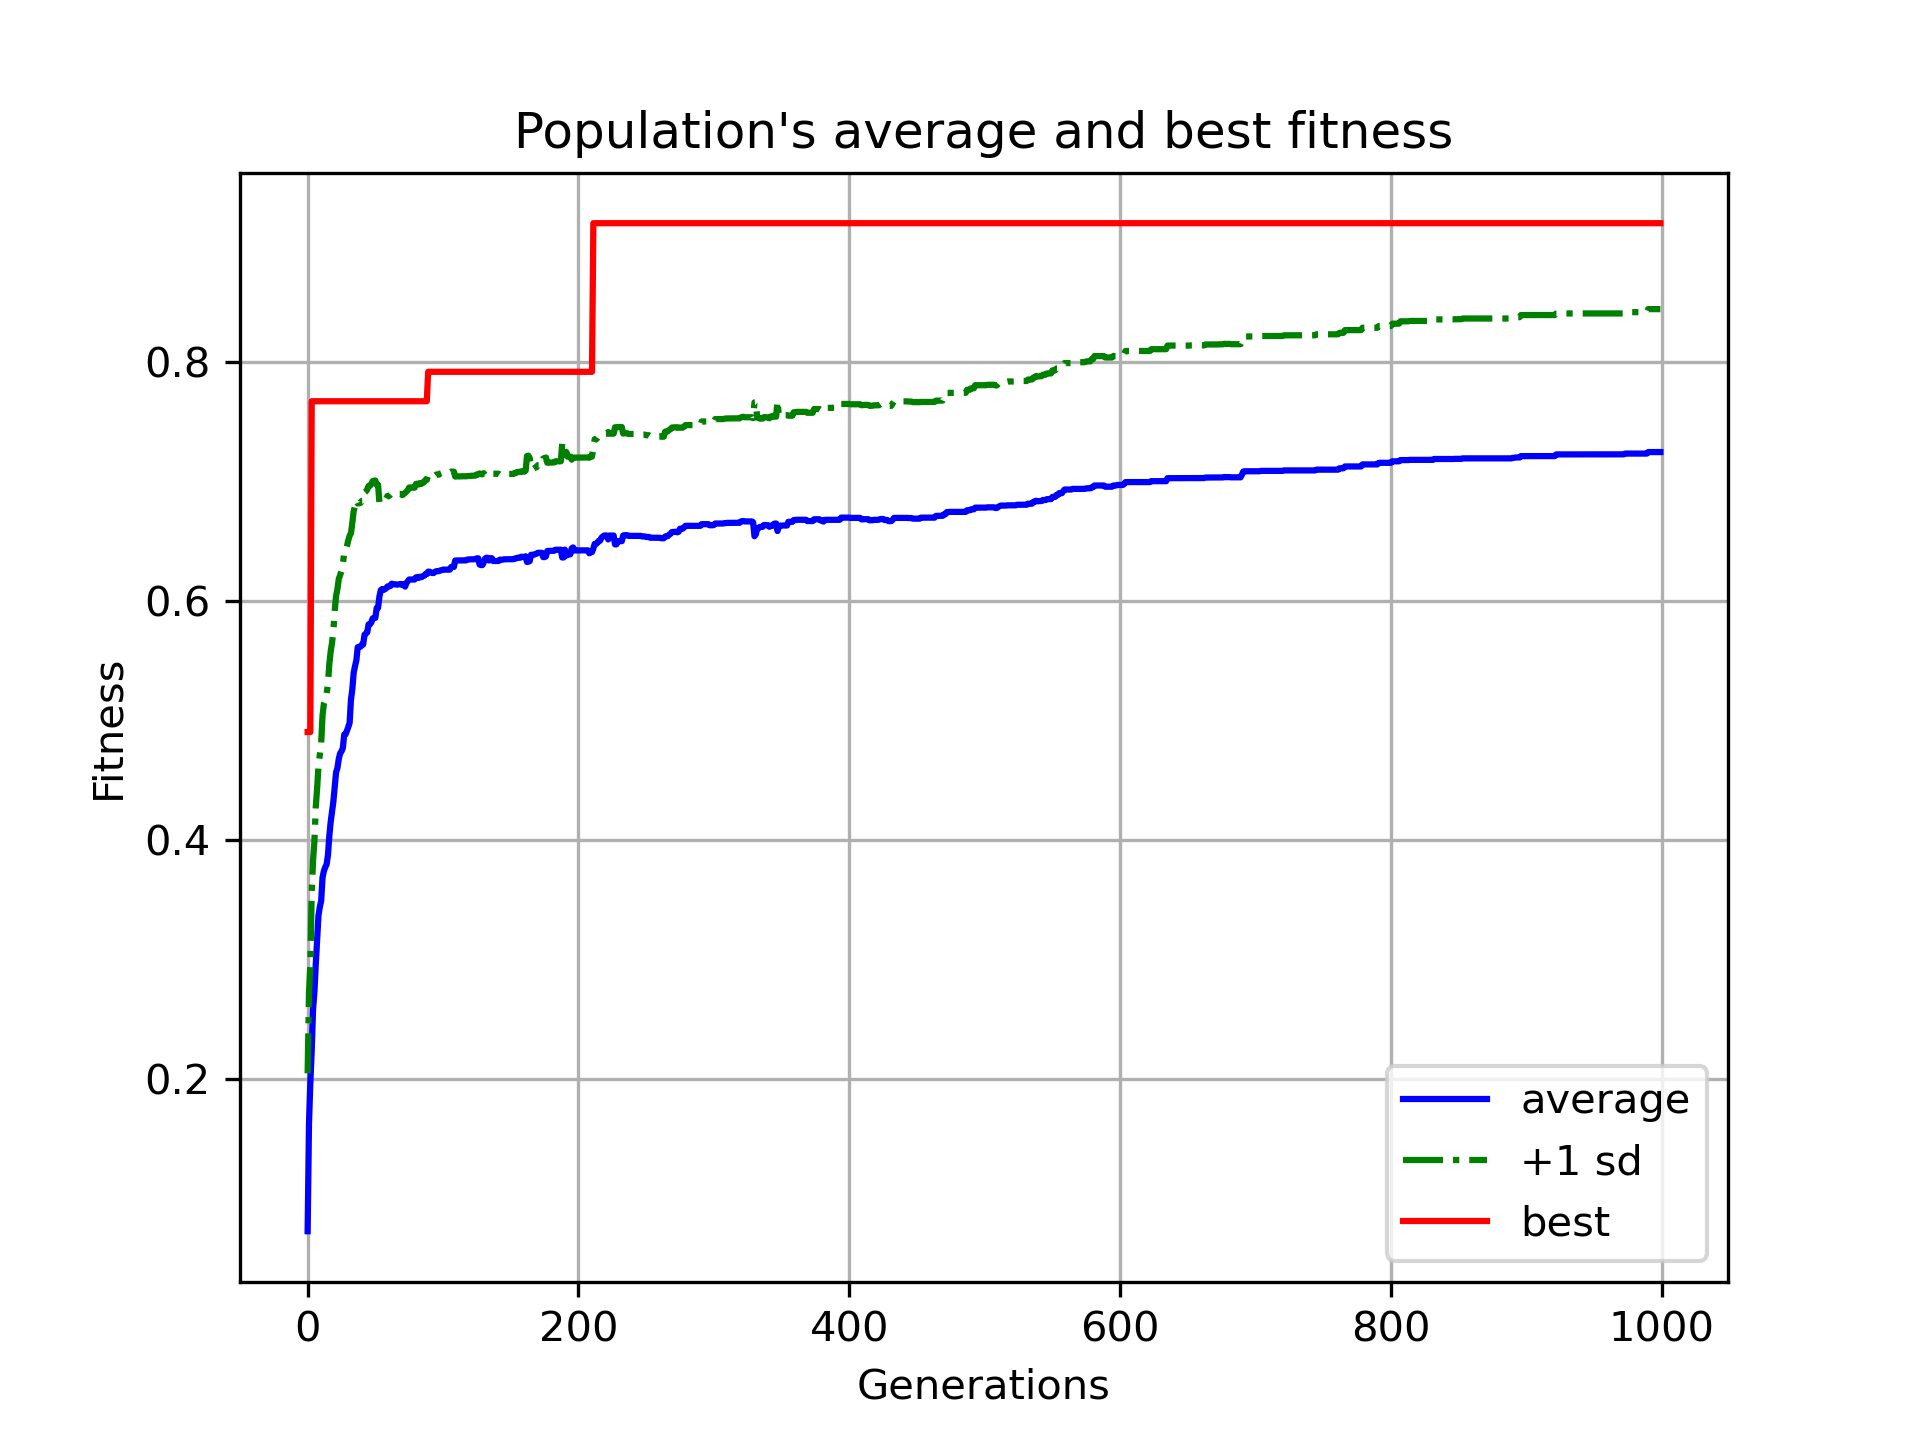 Population's average and best fitness
0.8
0.6
0.4
0.2
Fitness
0 200 400 600 800 1000
Generations
average
+1 sd
best